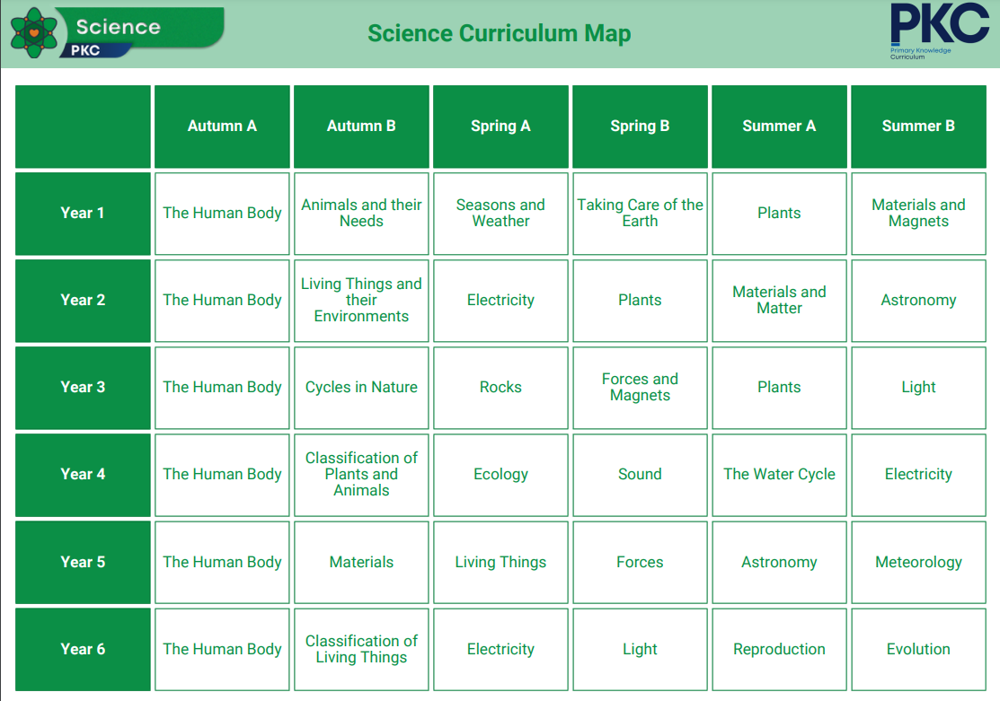 Science
PKC
Science Curriculum Map
PKC
Primary Knowledge
Curriculum
Autumn A
Autumn B
Spring A
Spring B
Summer A
Summer B
Year 1
The Human Body
Animals and their
Needs
Seasons and
Weather
Taking Care of the
Earth
Plants
Materials and
Magnets
Year 2
The Human Body
Living Things and
their
Environments
Electricity
Plants
Materials and
Matter
Astronomy
Year 3
The Human Body
Cycles in Nature
Rocks
Forces and
Magnets
Plants
Light
Year 4
The Human Body
Classification of
Plants and
Animals
Ecology
Sound
The Water Cycle
Electricity
Year 5
The Human Body
Materials
Living Things
Forces
Astronomy
Meteorology
Year 6
The Human Body
Classification of
Living Things
Electricity
Light
Reproduction
Evolution